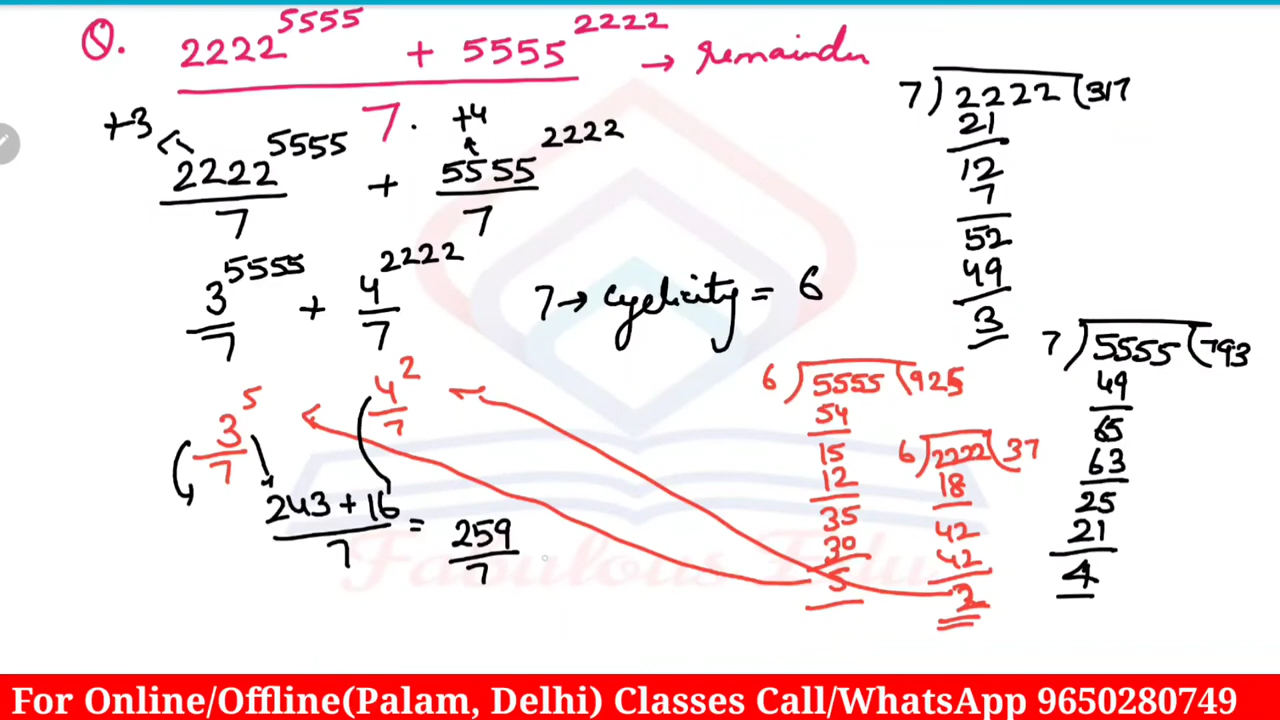 Q. 2222^5555 + 5555^2222 → remainder
7.
+3
+4
2222^5555 + 5555^2222
7 7
3^5555 + 4^2222
7 7
7 → cyclicity = 6
3^5 4^2
7 7
243 + 16 = 259
7 7
7 ) 2222 ( 317
21
12
7
52
49
3
7 ) 5555 ( 793
49
65
63
25
21
4
6 ) 5555 ( 925
54
15
12
35
30
5
6 ) 2222 ( 37
18
42
42
2
Fabulous Edus
For Online/Offline(Palam, Delhi) Classes Call/WhatsApp 9650280749